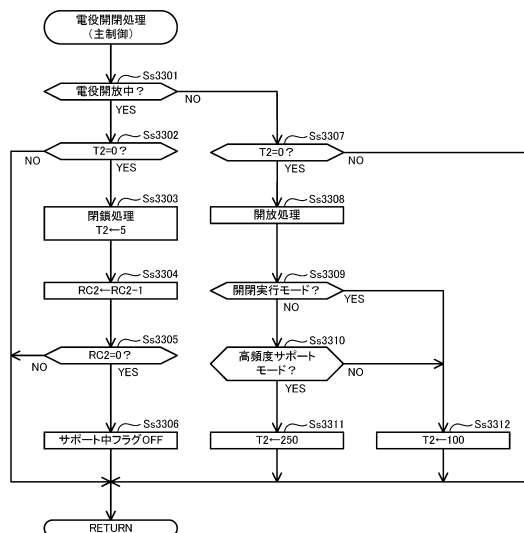 電役開閉処理
(主制御)
Ss3301
電役開放中？
NO
YES
Ss3302
T2=0？
NO
YES
Ss3307
T2=0？
NO
YES
Ss3303
閉鎖処理
T2←5
Ss3308
開放処理
Ss3304
RC2←RC2-1
Ss3309
開閉実行モード？
YES
NO
Ss3305
RC2=0？
NO
YES
Ss3310
高頻度サポート
モード？
NO
YES
Ss3306
サポート中フラグOFF
Ss3311
T2←250
Ss3312
T2←100
RETURN